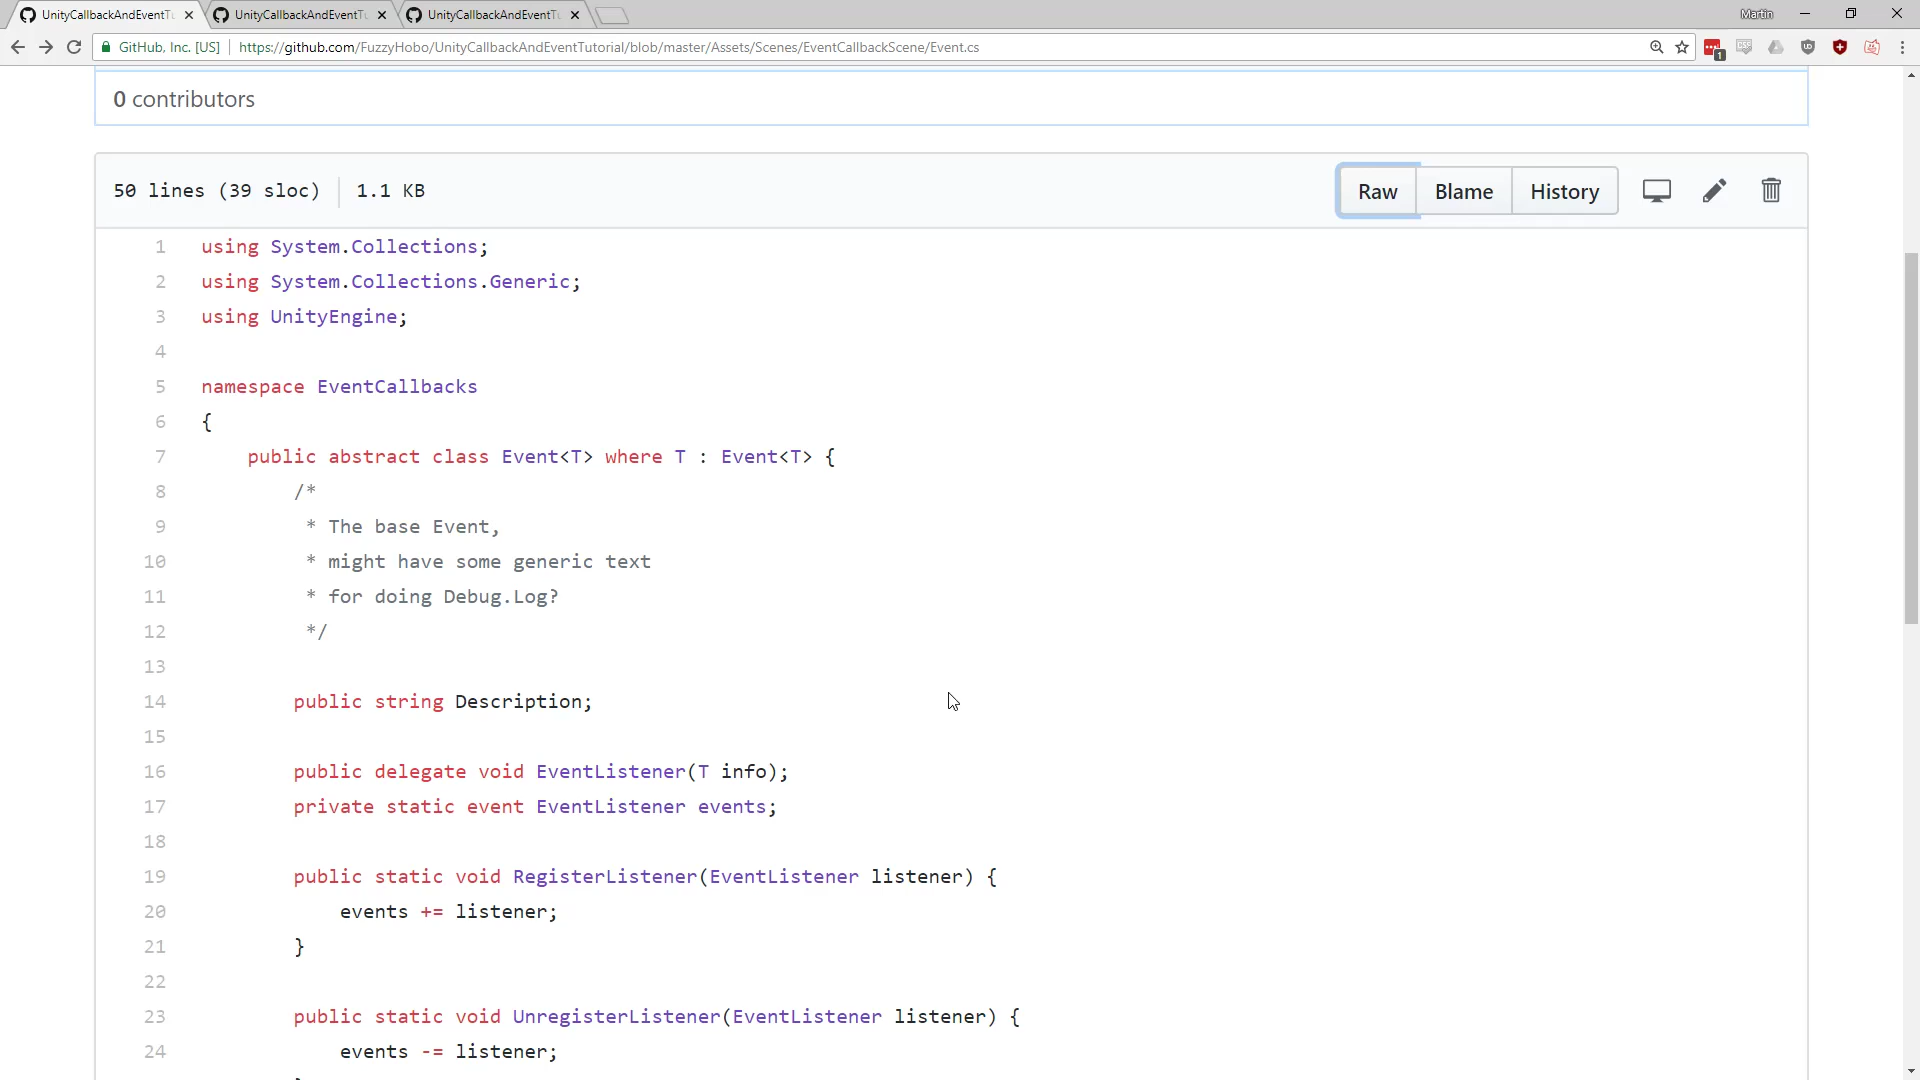 UnityCallbackAndEventTu
UnityCallbackAndEventTu
UnityCallbackAndEventTu
Martin
GitHub, Inc. [US]
https://github.com/FuzzyHobo/UnityCallbackAndEventTutorial/blob/master/Assets/Scenes/EventCallbackScene/Event.cs
1
0 contributors
50 lines (39 sloc)
1.1 KB
Raw
Blame
History
1 using System.Collections;
2 using System.Collections.Generic;
3 using UnityEngine;
4
5 namespace EventCallbacks
6 {
7 public abstract class Event<T> where T : Event<T> {
8 /*
9 * The base Event,
10 * might have some generic text
11 * for doing Debug.Log?
12 */
13
14 public string Description;
15
16 public delegate void EventListener(T info);
17 private static event EventListener events;
18
19 public static void RegisterListener(EventListener listener) {
20 events += listener;
21 }
22
23 public static void UnregisterListener(EventListener listener) {
24 events -= listener;